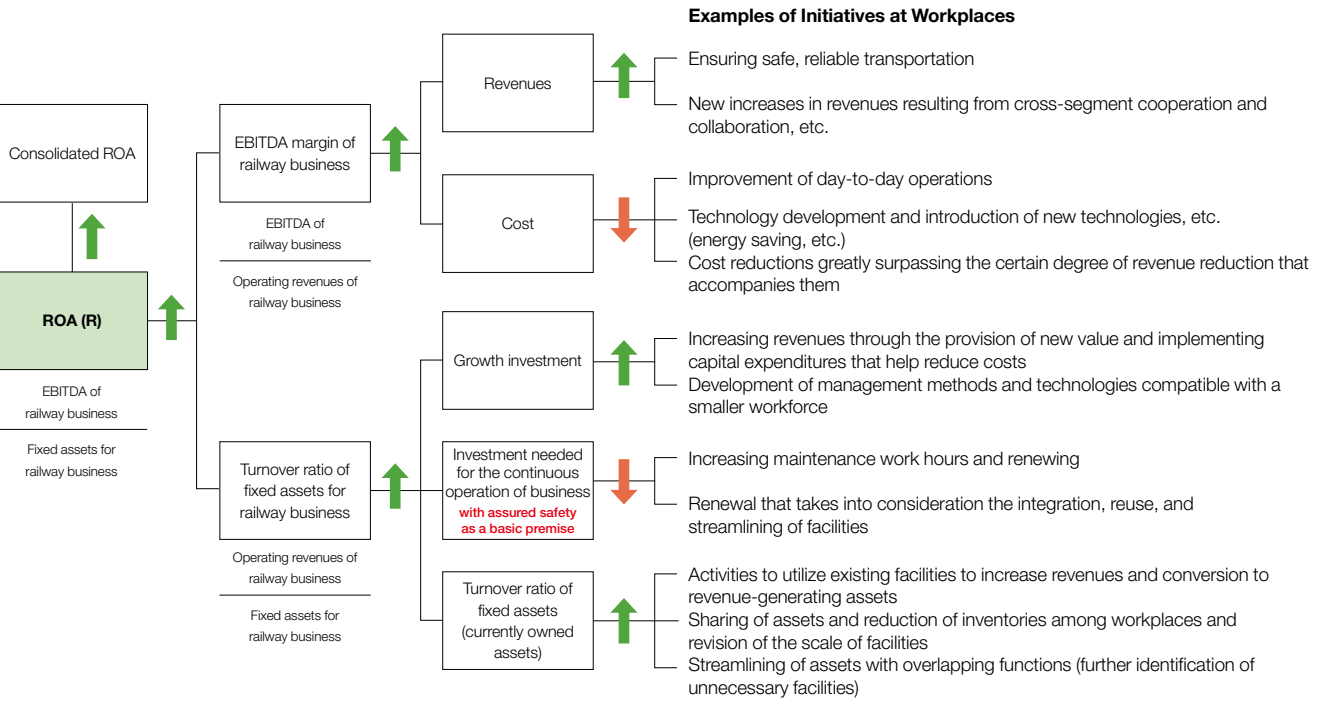 Examples of Initiatives at Workplaces
Consolidated ROA
ROA (R)
EBITDA of
railway business
Fixed assets for
railway business
EBITDA margin of
railway business
EBITDA of
railway business
Operating revenues of
railway business
Turnover ratio of
fixed assets for
railway business
Operating revenues of
railway business
Fixed assets for
railway business
Revenues
Ensuring safe, reliable transportation
New increases in revenues resulting from cross-segment cooperation and
collaboration, etc.
Cost
Improvement of day-to-day operations
Technology development and introduction of new technologies, etc.
(energy saving, etc.)
Cost reductions greatly surpassing the certain degree of revenue reduction that
accompanies them
Growth investment
Increasing revenues through the provision of new value and implementing
capital expenditures that help reduce costs
Development of management methods and technologies compatible with a
smaller workforce
Investment needed
for the continuous
operation of business
with assured safety
as a basic premise
Increasing maintenance work hours and renewing
Renewal that takes into consideration the integration, reuse, and
streamlining of facilities
Turnover ratio of
fixed assets
(currently owned
assets)
Activities to utilize existing facilities to increase revenues and conversion to
revenue-generating assets
Sharing of assets and reduction of inventories among workplaces and
revision of the scale of facilities
Streamlining of assets with overlapping functions (further identification of
unnecessary facilities)